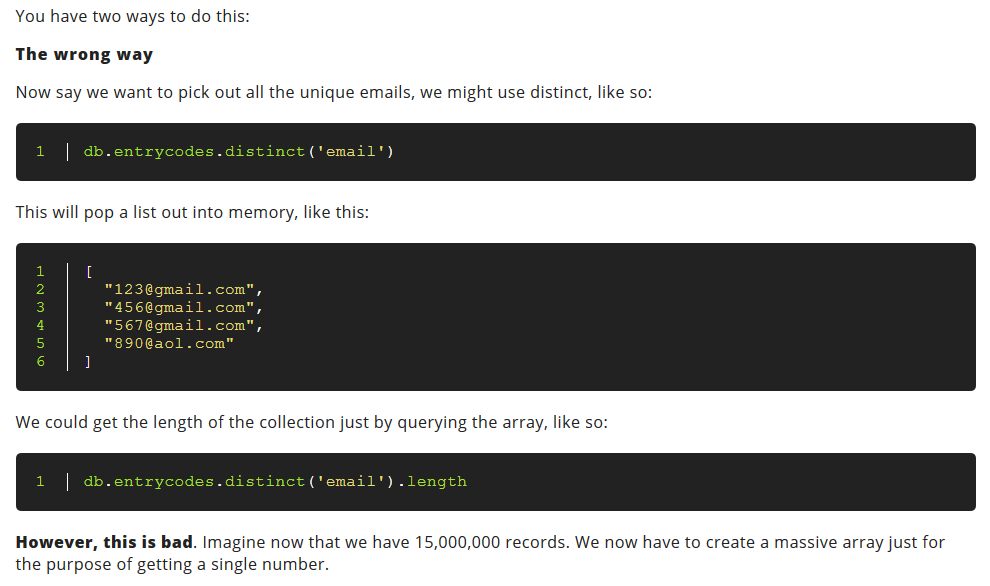 You have two ways to do this:
The wrong way
Now say we want to pick out all the unique emails, we might use distinct, like so:
1 | db.entrycodes.distinct('email')
This will pop a list out into memory, like this:
1 [
2 "123@gmail.com",
3 "456@gmail.com",
4 "567@gmail.com",
5 "890@aol.com"
6 ]
We could get the length of the collection just by querying the array, like so:
1 | db.entrycodes.distinct('email').length
However, this is bad. Imagine now that we have 15,000,000 records. We now have to create a massive array just for
the purpose of getting a single number.